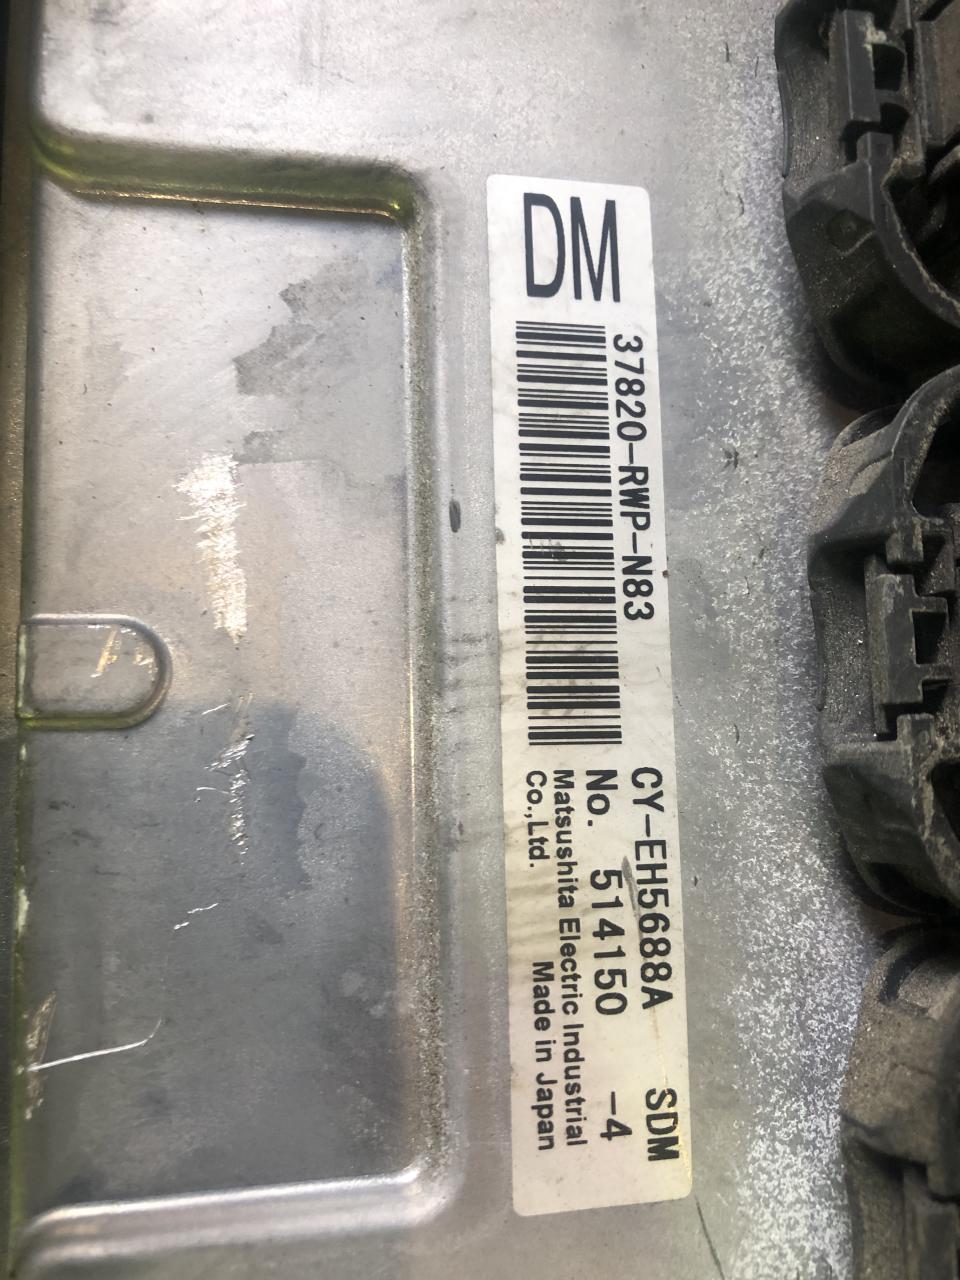 DM
37820-RWP-N83
CY-EH5688A SDM
No. 514150 -4
Matsushita Electric Industrial
Co.,Ltd. Made in Japan